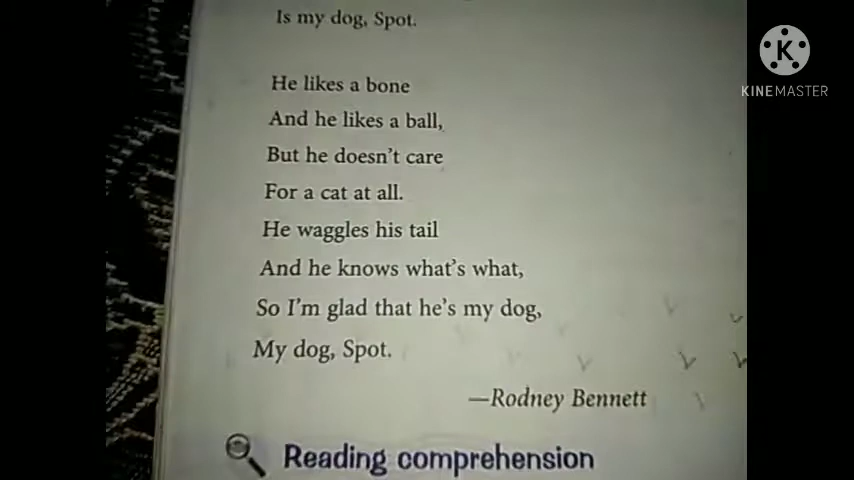 Is my dog, Spot.
He likes a bone
And he likes a ball,
But he doesn't care
For a cat at all.
He waggles his tail
And he knows what's what,
So I'm glad that he's my dog,
My dog, Spot.
—Rodney Bennett
Reading comprehension
K
KINEMASTER